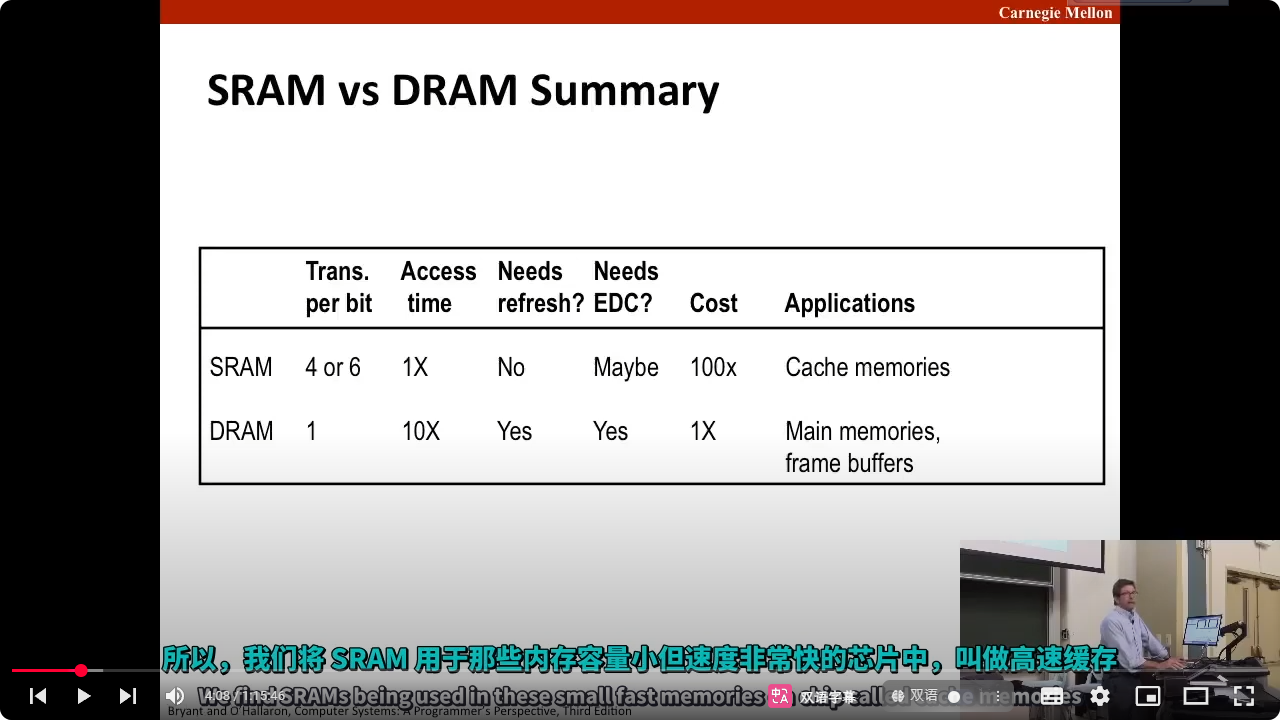 Carnegie Mellon
SRAM vs DRAM Summary
Trans. per bit Access time Needs refresh? Needs EDC? Cost Applications
SRAM 4 or 6 1X No Maybe 100x Cache memories
DRAM 1 10X Yes Yes 1X Main memories,
frame buffers
所以，我们将 SRAM 用于那些内存容量小但速度非常快的芯片中，叫做高速缓存
We find SRAMs being used in these small fast memories
memories
4:08 / 1:15:46
双语字幕
双语
Bryant and O'Hallaron, Computer Systems: A Programmer's Perspective, Third Edition